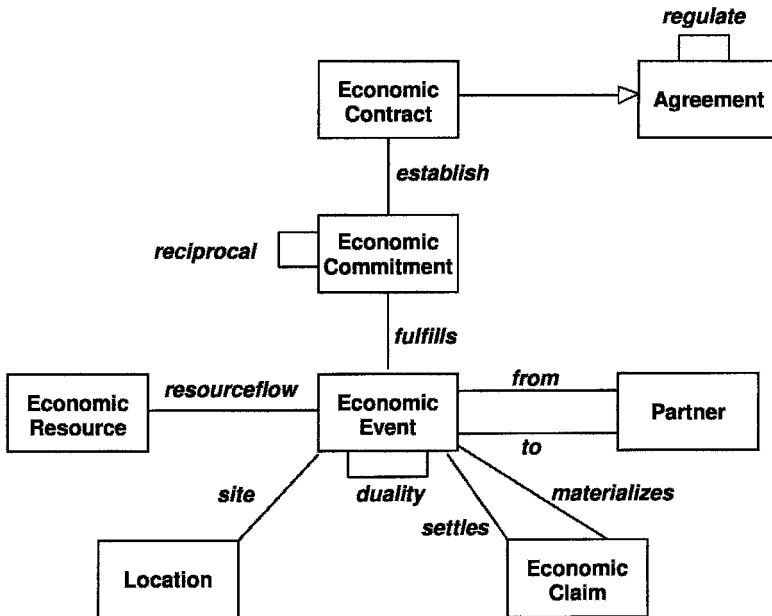 regulate
Economic
Contract
Agreement
establish
reciprocal
Economic
Commitment
fulfills
Economic
Resource
resourceflow
Economic
Event
from
to
Partner
site
duality
settles
materializes
Location
Economic
Claim